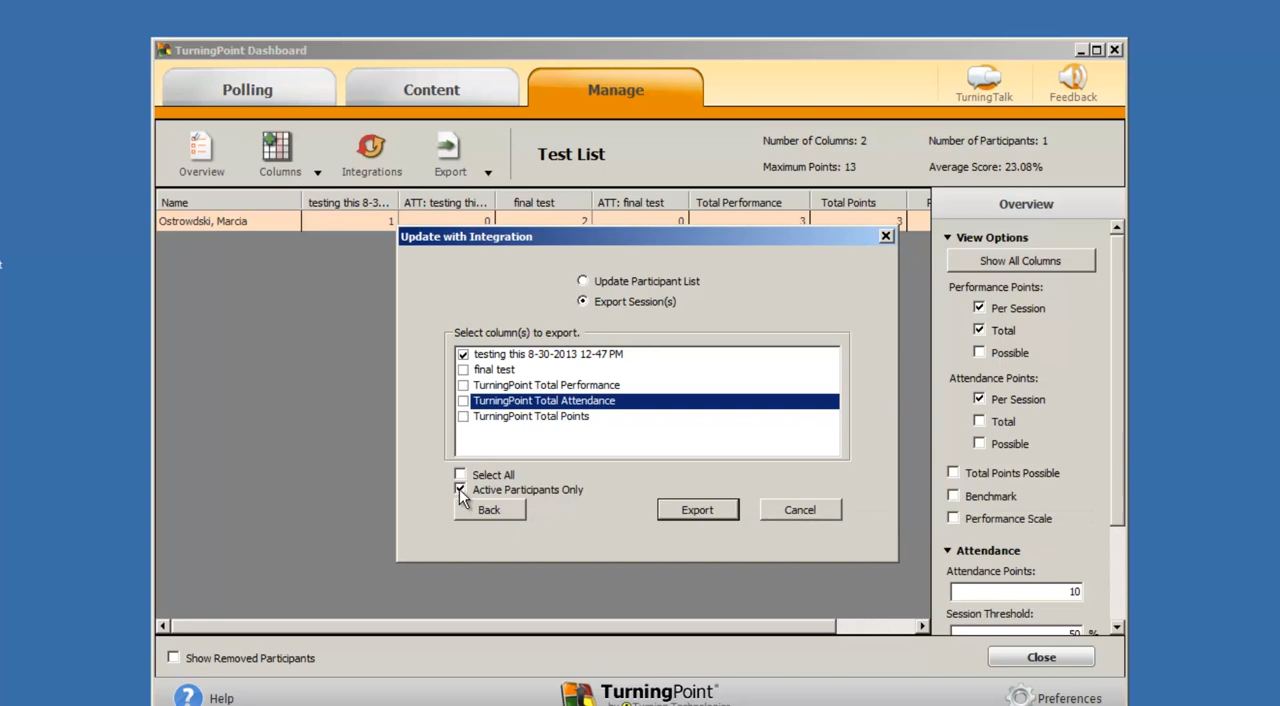 TurningPoint Dashboard
Polling
Content
Manage
TurningTalk
Feedback
Overview
Columns
Integrations
Export
Test List
Number of Columns: 2
Number of Participants: 1
Maximum Points: 13
Average Score: 23.08%
Name
testing this 8-3...
ATT: testing thi...
final test
ATT: final test
Total Performance
Total Points
Ostrowdski, Marcia
1
0
2
0
3
3
Update with Integration
Update Participant List
Export Session(s)
Select column(s) to export.
testing this 8-30-2013 12-47 PM
final test
TurningPoint Total Performance
TurningPoint Total Attendance
TurningPoint Total Points
Select All
Active Participants Only
Back
Export
Cancel
Overview
View Options
Show All Columns
Performance Points:
Per Session
Total
Possible
Attendance Points:
Per Session
Total
Possible
Total Points Possible
Benchmark
Performance Scale
Attendance
Attendance Points:
10
Session Threshold:
50 %
Show Removed Participants
Close
Help
TurningPoint
by Turning Technologies
Preferences